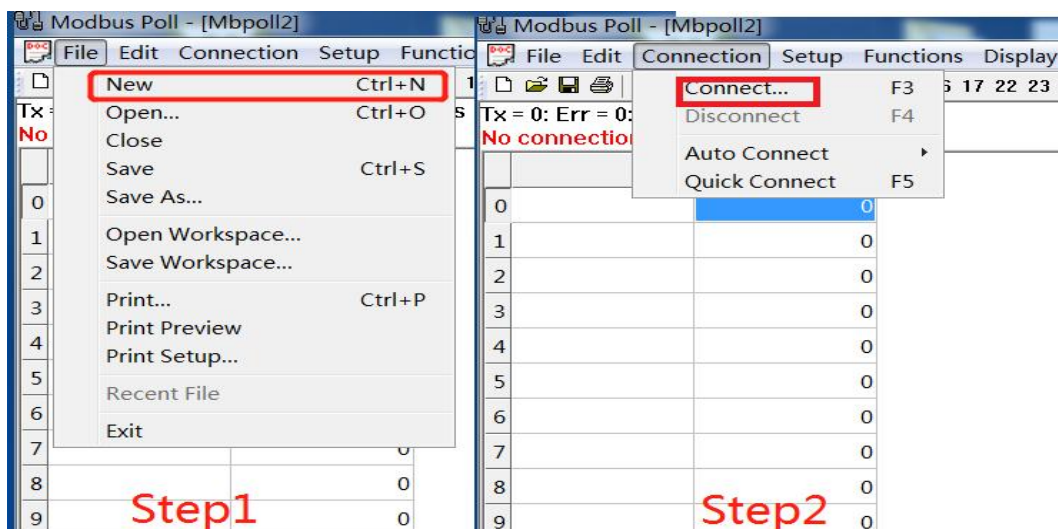 Modbus Poll - [Mbpoll2]
File Edit Connection Setup Functio
New Ctrl+N
Open... Ctrl+O
Close
Save Ctrl+S
Save As...
Open Workspace...
Save Workspace...
Print... Ctrl+P
Print Preview
Print Setup...
Recent File
Exit
Tx
No
0
1
2
3
4
5
6
7
8 0
9 0
Step1
Modbus Poll - [Mbpoll2]
File Edit Connection Setup Functions Display
Connect... F3
Disconnect F4
Auto Connect
Quick Connect F5
17 22 23
Tx = 0: Err = 0:
No connectio
0 0
1 0
2 0
3 0
4 0
5 0
6 0
7 0
8 0
9 0
Step2